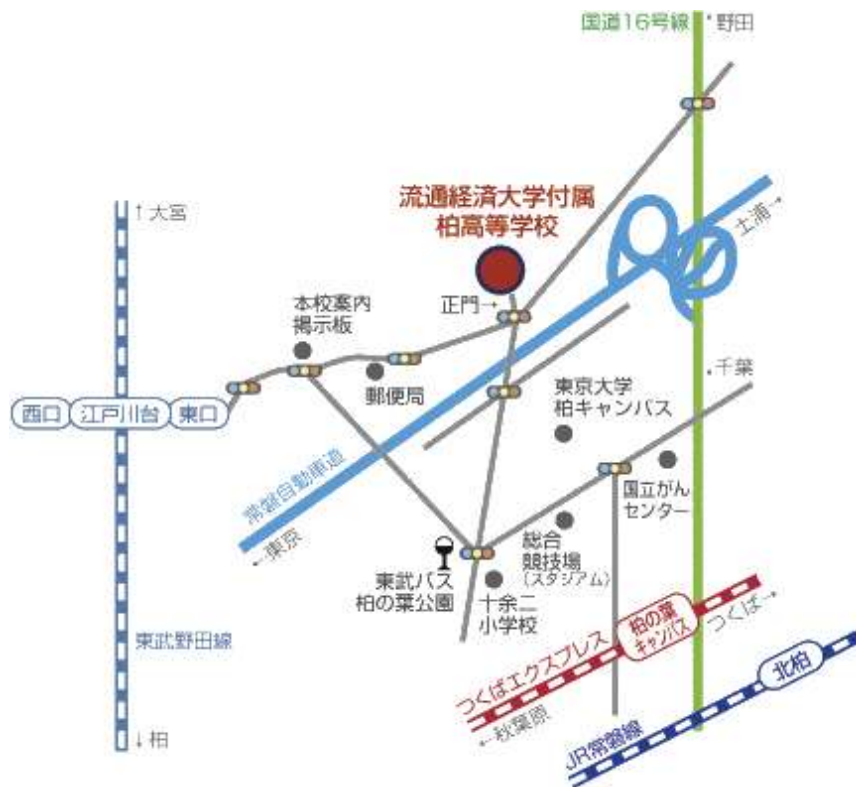 国道16号線
・野田
↑大宮
流通経済大学付属
柏高等学校
土浦→
本校案内
掲示板
正門→
・千葉
郵便局
東京大学
柏キャンパス
西口
江戸川台
東口
常磐自動車道
←東京
国立がん
センター
東武バス
柏の葉公園
総合
競技場
(スタジアム)
十余二
小学校
東武野田線
つくばエクスプレス
柏の葉
キャンパス
つくば→
←秋葉原
北柏
JR常磐線
↓柏